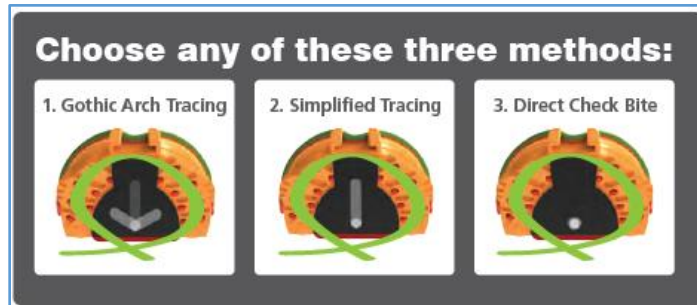 Choose any of these three methods:
1. Gothic Arch Tracing
2. Simplified Tracing
3. Direct Check Bite